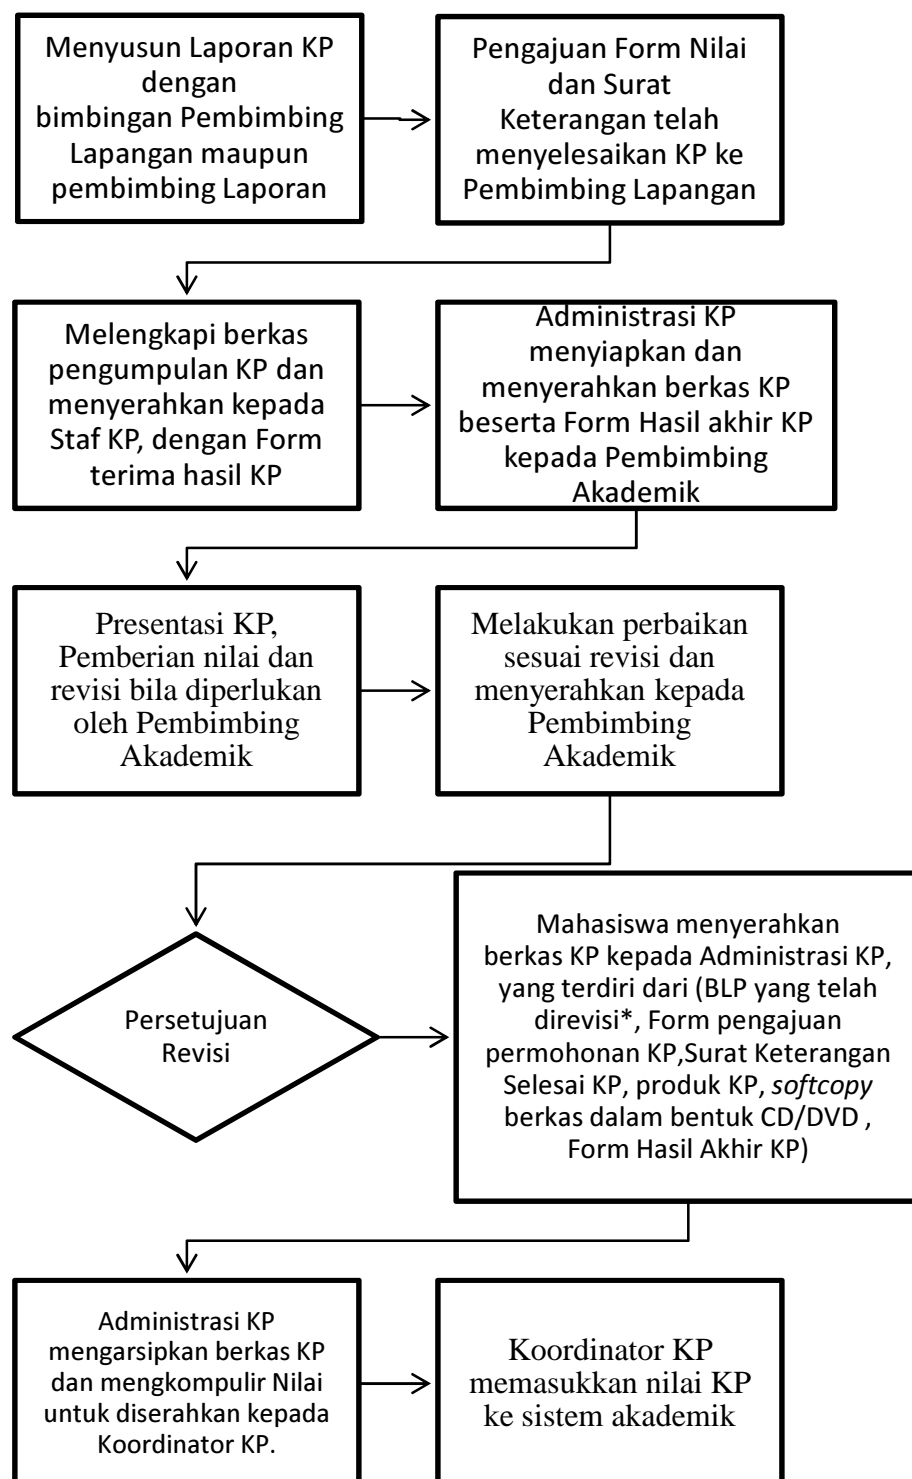 Menyusun Laporan KP
dengan
bimbingan Pembimbing
Lapangan maupun
pembimbing Laporan
Pengajuan Form Nilai
dan Surat
Keterangan telah
menyelesaikan KP ke
Pembimbing Lapangan
Melengkapi berkas
pengumpulan KP dan
menyerahkan kepada
Staf KP, dengan Form
terima hasil KP
Administrasi KP
menyiapkan dan
menyerahkan berkas KP
beserta Form Hasil akhir KP
kepada Pembimbing
Akademik
Presentasi KP,
Pemberian nilai dan
revisi bila diperlukan
oleh Pembimbing
Akademik
Melakukan perbaikan
sesuai revisi dan
menyerahkan kepada
Pembimbing
Akademik
Persetujuan
Revisi
Mahasiswa menyerahkan
berkas KP kepada Administrasi KP,
yang terdiri dari (BLP yang telah
direvisi*, Form pengajuan
permohonan KP,Surat Keterangan
Selesai KP, produk KP, softcopy
berkas dalam bentuk CD/DVD ,
Form Hasil Akhir KP)
Administrasi KP
mengarsipkan berkas KP
dan mengkompulir Nilai
untuk diserahkan kepada
Koordinator KP.
Koordinator KP
memasukkan nilai KP
ke sistem akademik